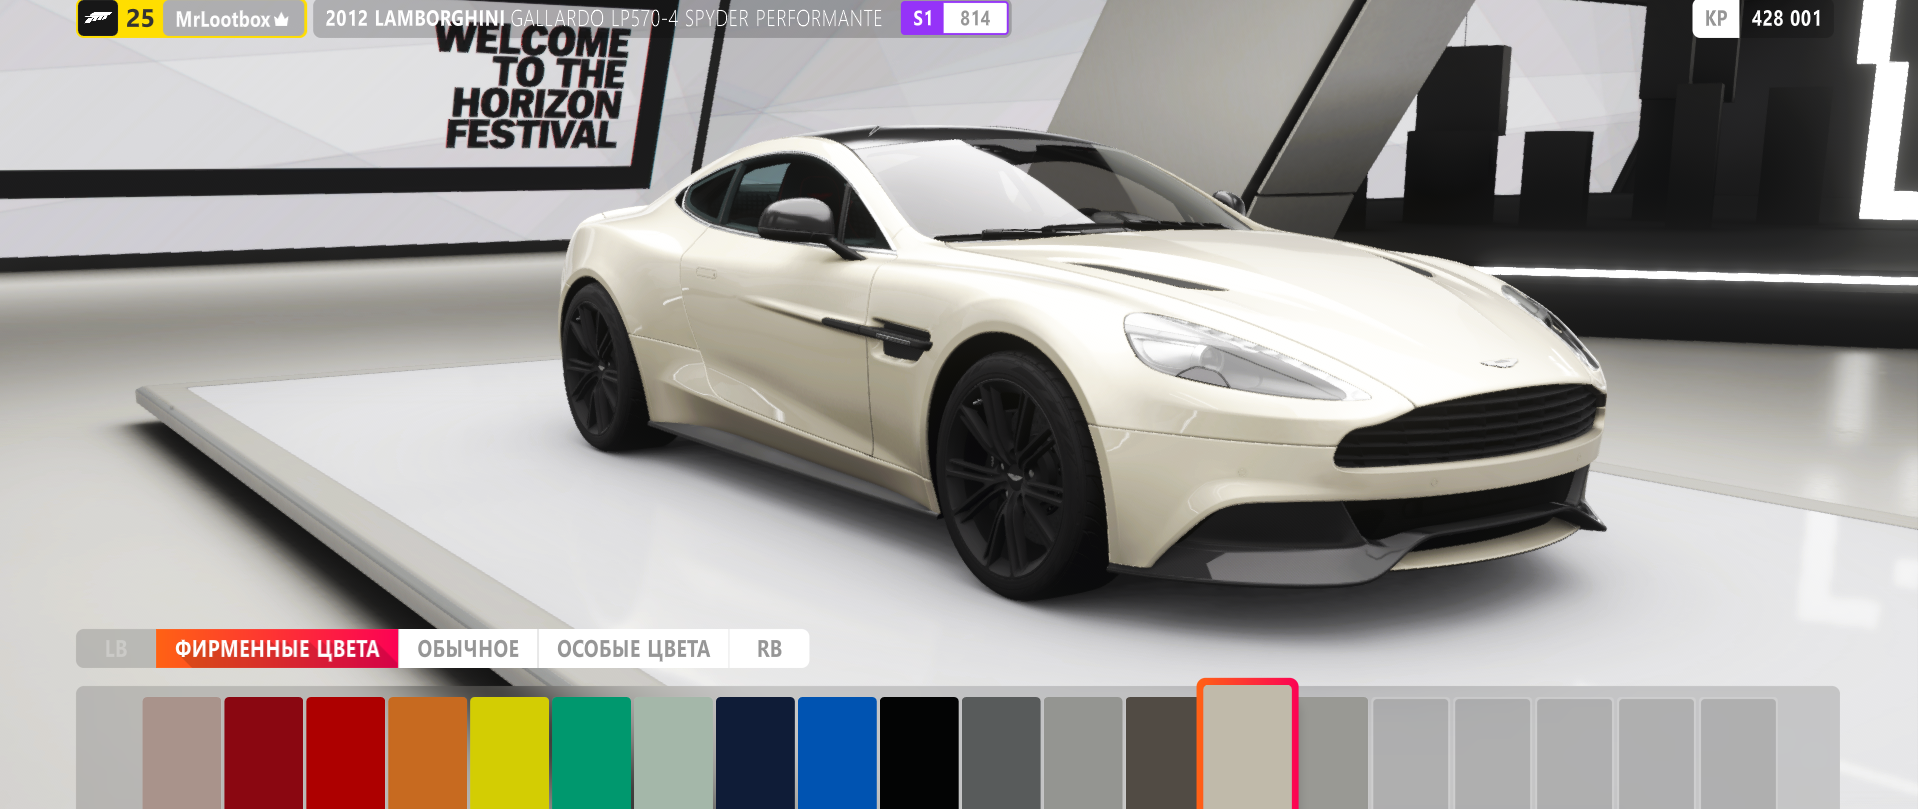 25 MrLootbox 2012 LAMBORGHINI GALLARDO LP570-4 SPYDER PERFORMANTE S1 814 КР 428 001
WELCOME
TO THE
HORIZON
FESTIVAL
LB ФИРМЕННЫЕ ЦВЕТА ОБЫЧНОЕ ОСОБЫЕ ЦВЕТА RB